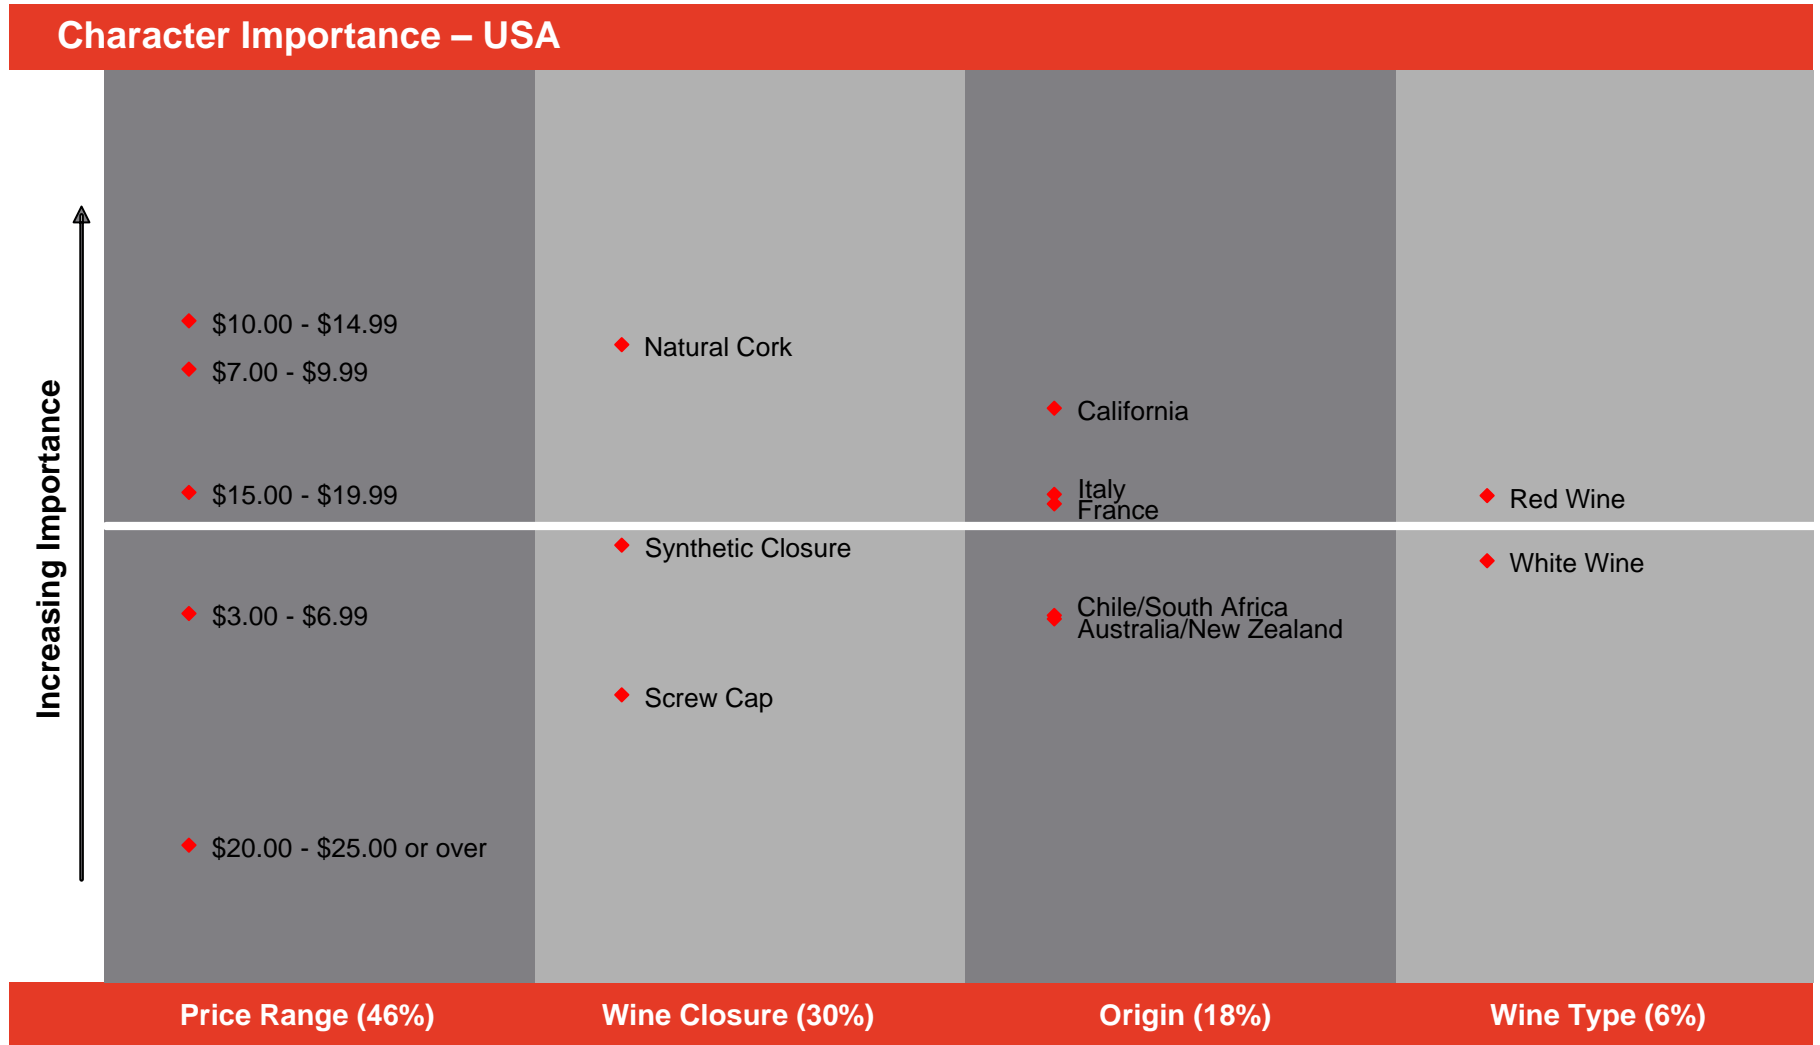 Character Importance – USA
Increasing Importance
$10.00 - $14.99
$7.00 - $9.99
$15.00 - $19.99
$3.00 - $6.99
$20.00 - $25.00 or over
Natural Cork
Synthetic Closure
Screw Cap
California
Italy
France
Chile/South Africa
Australia/New Zealand
Red Wine
White Wine
Price Range (46%)
Wine Closure (30%)
Origin (18%)
Wine Type (6%)